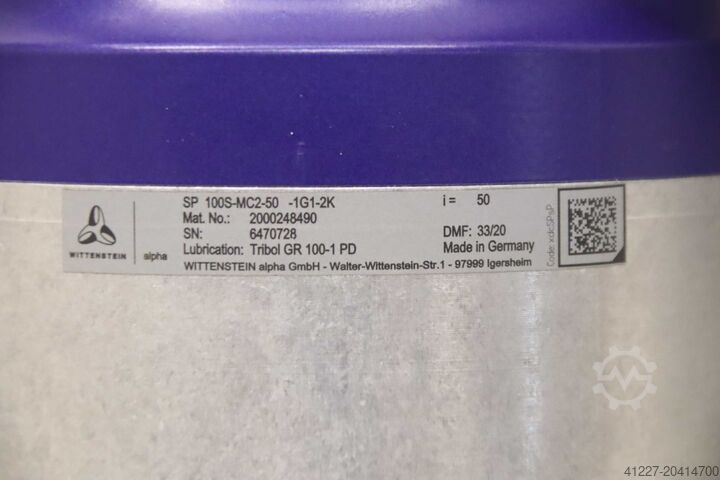 SP 100S-MC2-50 -1G1-2K i = 50
Mat. No.: 2000248490
SN: 6470728 DMF: 33/20
Lubrication: Tribol GR 100-1 PD Made in Germany
WITTENSTEIN alpha GmbH - Walter-Wittenstein-Str.1 - 97999 Igersheim
WITTENSTEIN alpha
41227-20414700